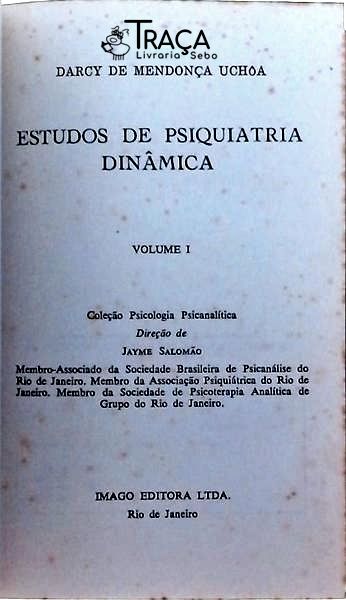 TRAÇA
Livraria Sebo
DARCY DE MENDONÇA UCHÔA
ESTUDOS DE PSIQUIATRIA
DINÂMICA
VOLUME I
Coleção Psicologia Psicanalítica
Direção de
JAYME SALOMÃO
Membro-Associado da Sociedade Brasileira de Psicanálise do
Rio de Janeiro. Membro da Associação Psiquiátrica do Rio de
Janeiro. Membro da Sociedade de Psicoterapia Analítica de
Grupo do Rio de Janeiro.
IMAGO EDITORA LTDA.
Rio de Janeiro